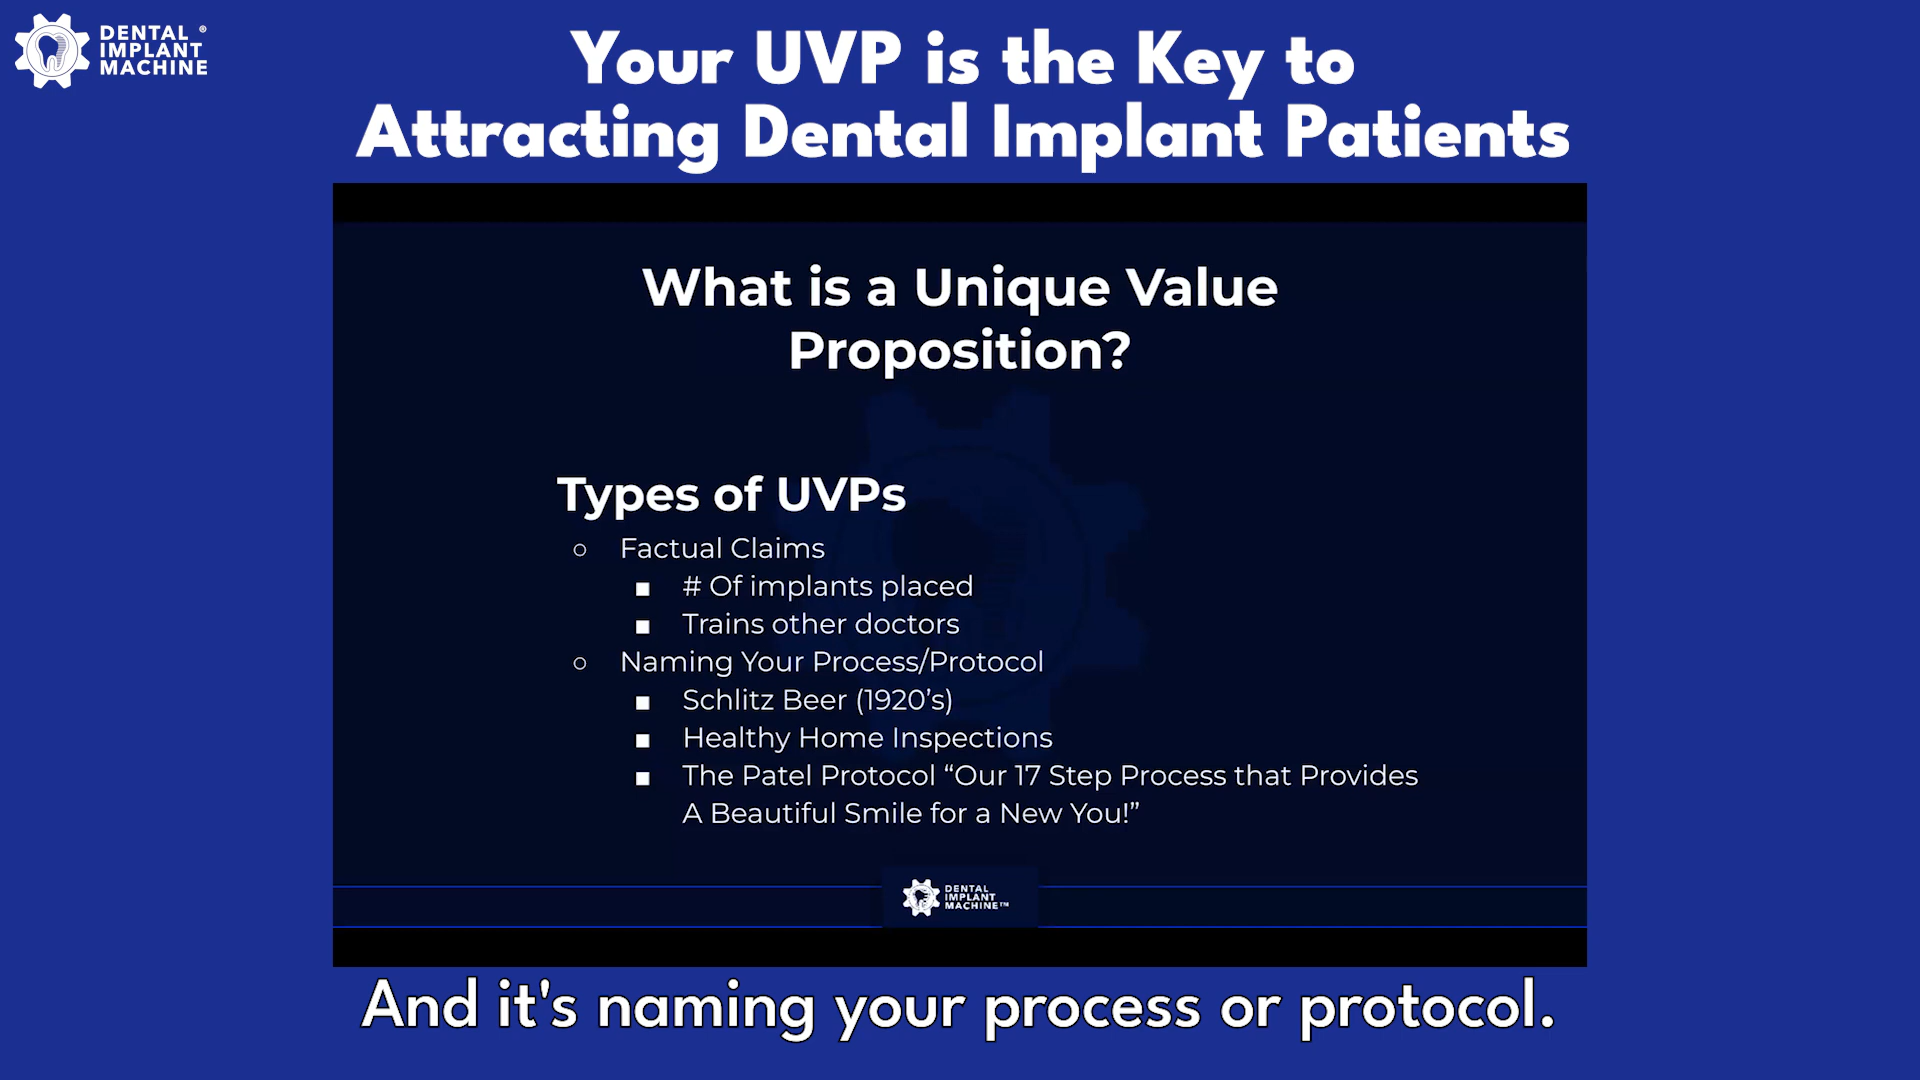 DENTAL ®
IMPLANT
MACHINE
Your UVP is the Key to
Attracting Dental Implant Patients
What is a Unique Value
Proposition?
Types of UVPs
○ Factual Claims
■ # Of implants placed
■ Trains other doctors
○ Naming Your Process/Protocol
■ Schlitz Beer (1920’s)
■ Healthy Home Inspections
■ The Patel Protocol “Our 17 Step Process that Provides
A Beautiful Smile for a New You!”
DENTAL
IMPLANT
MACHINE™
And it's naming your process or protocol.